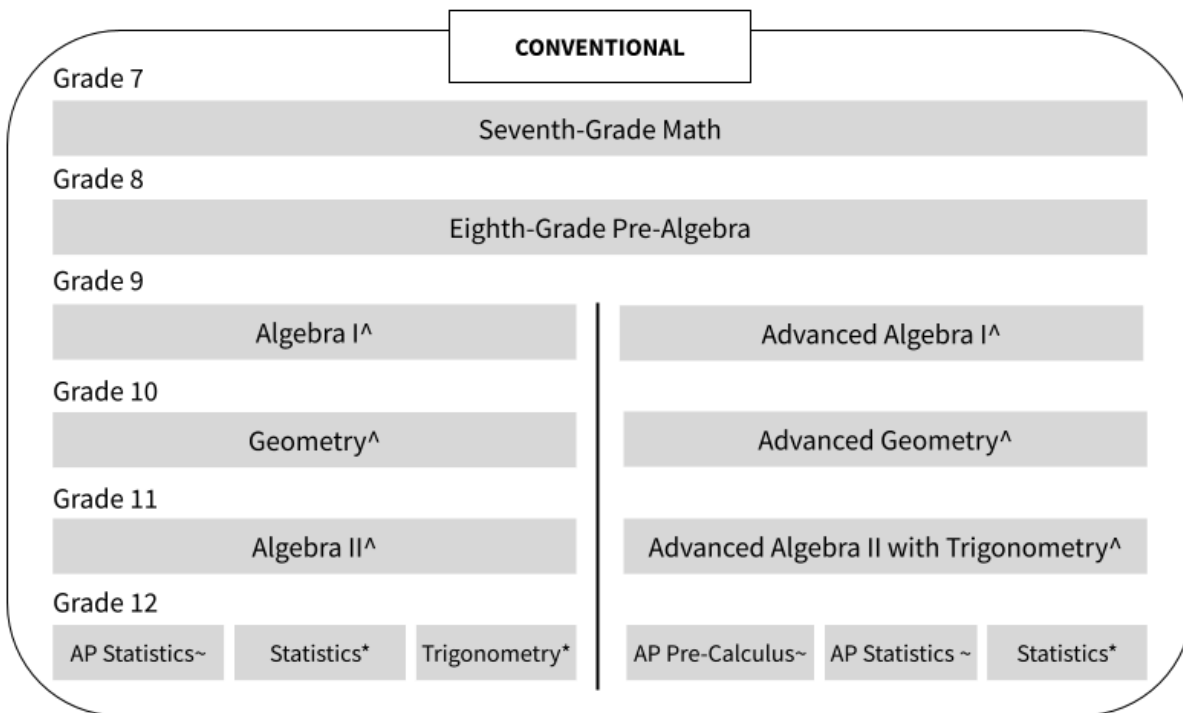 CONVENTIONAL
Grade 7
Seventh-Grade Math
Grade 8
Eighth-Grade Pre-Algebra
Grade 9
Algebra I^
Advanced Algebra I^
Grade 10
Geometry^
Advanced Geometry^
Grade 11
Algebra II^
Advanced Algebra II with Trigonometry^
Grade 12
AP Statistics~
Statistics*
Trigonometry*
AP Pre-Calculus~
AP Statistics ~
Statistics*